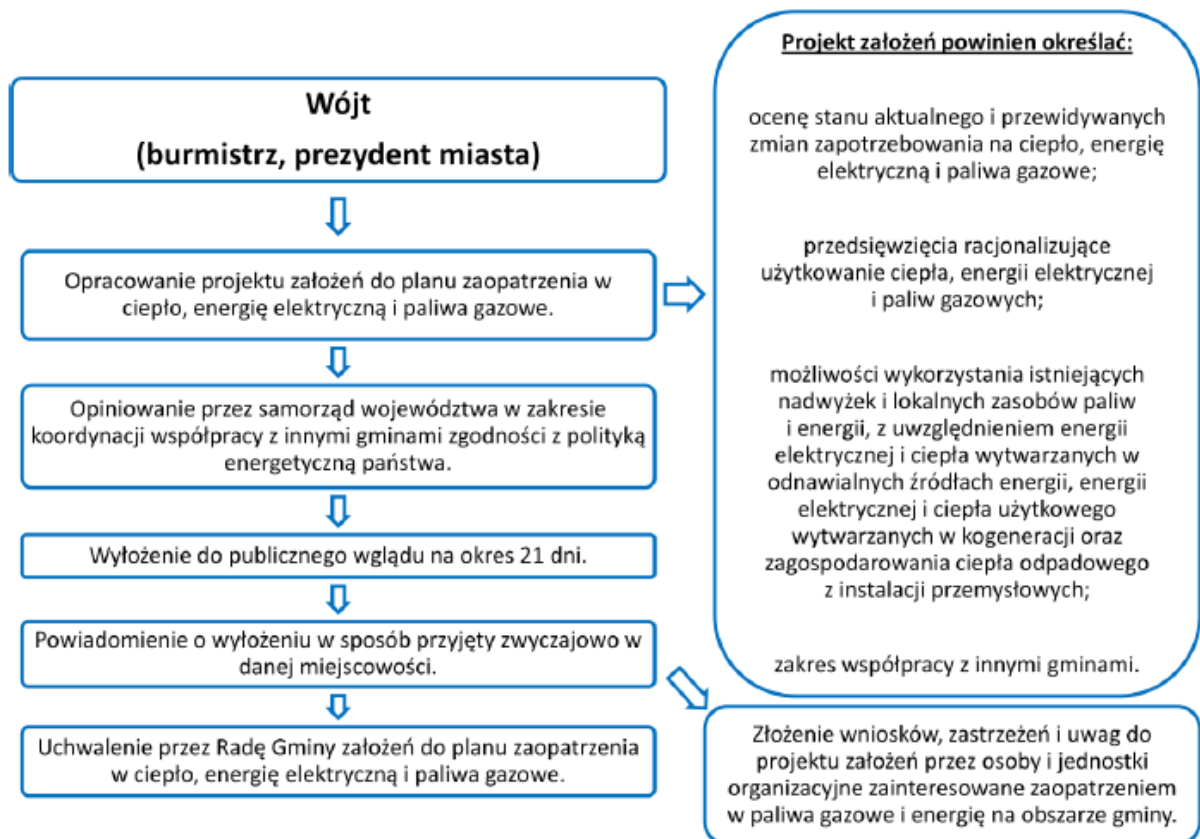 Wójt
(burmistrz, prezydent miasta)
Opracowanie projektu założeń do planu zaopatrzenia w
ciepło, energię elektryczną i paliwa gazowe.
Opiniowanie przez samorząd województwa w zakresie
koordynacji współpracy z innymi gminami zgodności z polityką
energetyczną państwa.
Wyłożenie do publicznego wglądu na okres 21 dni.
Powiadomienie o wyłożeniu w sposób przyjęty zwyczajowo w
danej miejscowości.
Uchwalenie przez Radę Gminy założeń do planu zaopatrzenia
w ciepło, energię elektryczną i paliwa gazowe.
Projekt założeń powinien określać:
ocenę stanu aktualnego i przewidywanych
zmian zapotrzebowania na ciepło, energię
elektryczną i paliwa gazowe;
przedsięwzięcia racjonalizujące
użytkowanie ciepła, energii elektrycznej
i paliw gazowych;
możliwości wykorzystania istniejących
nadwyżek i lokalnych zasobów paliw
i energii, z uwzględnieniem energii
elektrycznej i ciepła wytwarzanych w
odnawialnych źródłach energii, energii
elektrycznej i ciepła użytkowego
wytwarzanych w kogeneracji oraz
zagospodarowania ciepła odpadowego
z instalacji przemysłowych;
zakres współpracy z innymi gminami.
Złożenie wniosków, zastrzeżeń i uwag do
projektu założeń przez osoby i jednostki
organizacyjne zainteresowane zaopatrzeniem
w paliwa gazowe i energię na obszarze gminy.